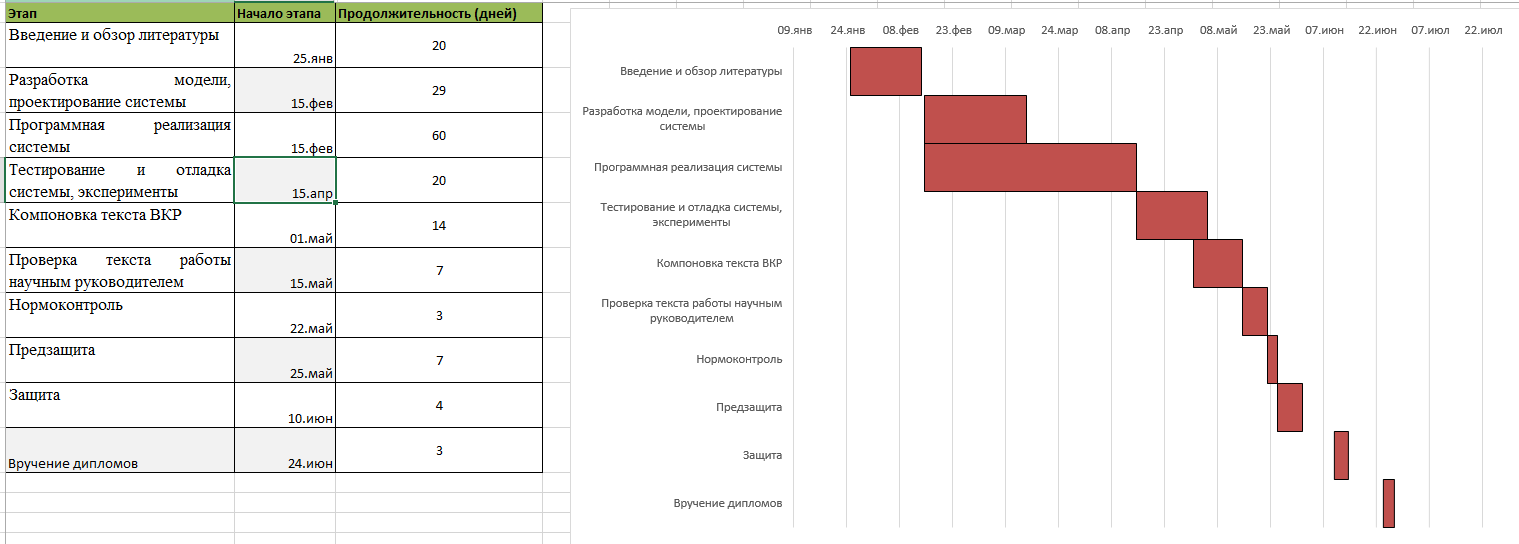 Этап Начало этапа Продолжительность (дней)
Введение и обзор литературы 25.янв 20
Разработка модели,
проектирование системы 15.фев 29
Программная реализация
системы 15.фев 60
Тестирование и отладка
системы, эксперименты 15.апр 20
Компоновка текста ВКР 01.май 14
Проверка текста работы
научным руководителем 15.май 7
Нормоконтроль 22.май 3
Предзащита 25.май 7
Защита 10.июн 4
Вручение дипломов 24.июн 3
09.янв 24.янв 08.фев 23.фев 09.мар 24.мар 08.апр 23.апр 08.май 23.май 07.июн 22.июн 07.июл 22.июл
Введение и обзор литературы
Разработка модели, проектирование
системы
Программная реализация системы
Тестирование и отладка системы,
эксперименты
Компоновка текста ВКР
Проверка текста работы научным
руководителем
Нормоконтроль
Предзащита
Защита
Вручение дипломов